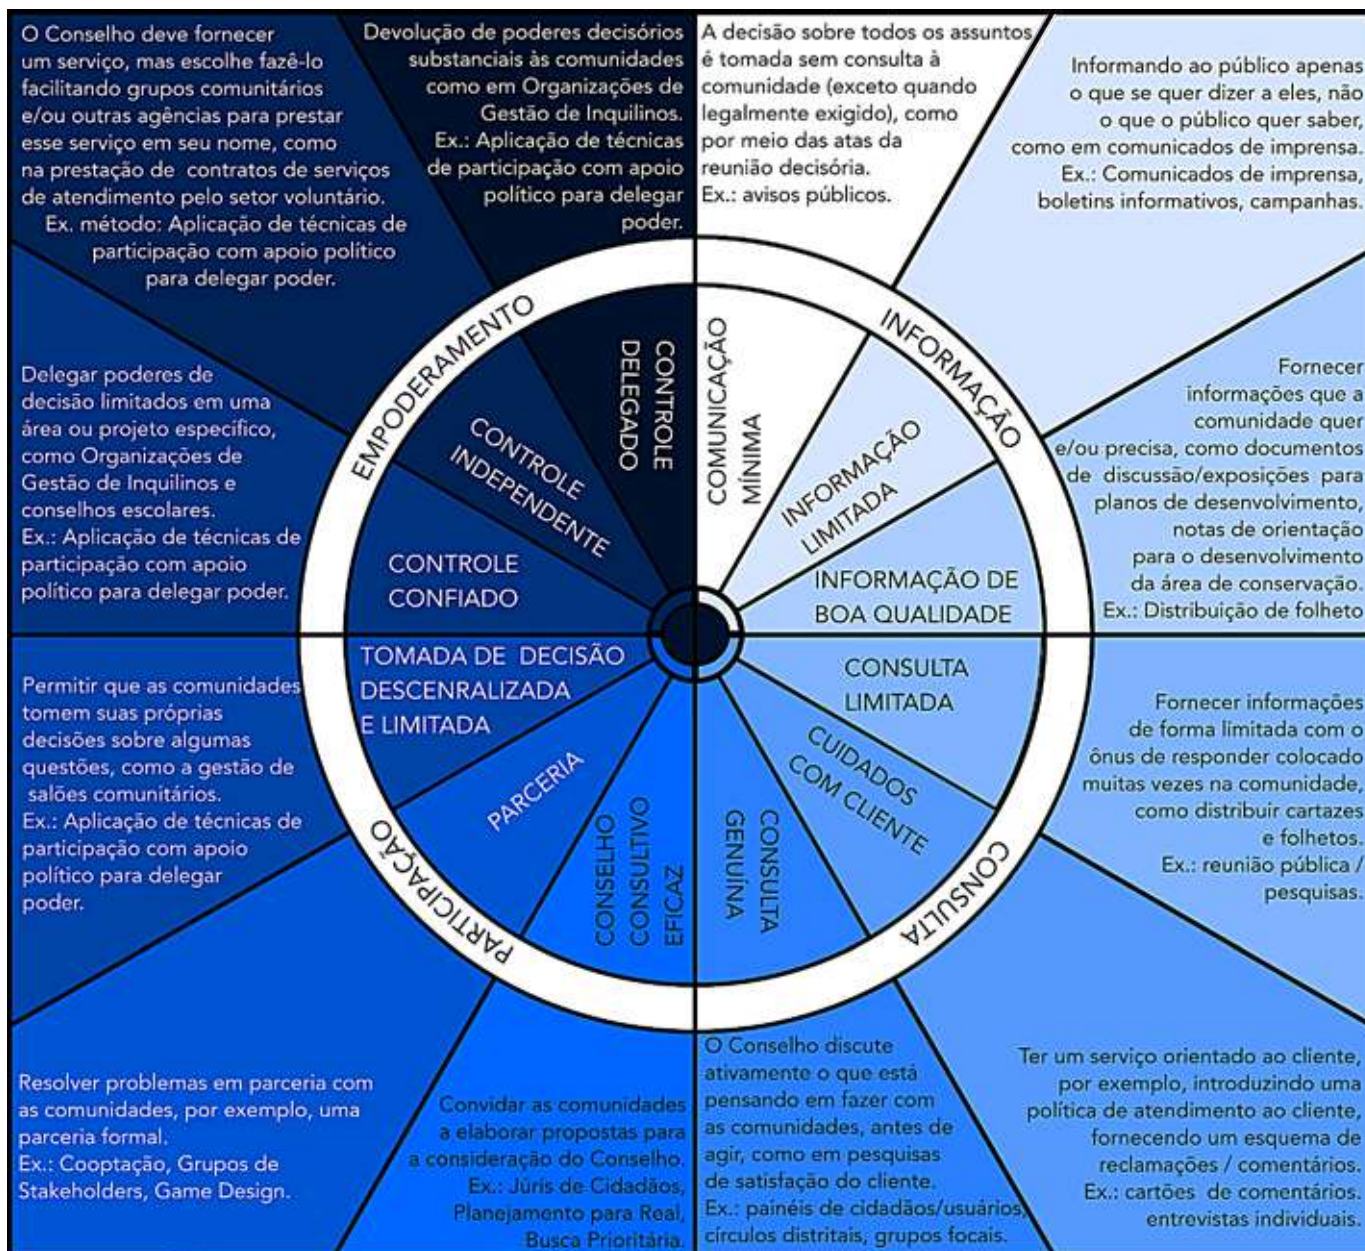 O Conselho deve fornecer
um serviço, mas escolhe fazê-lo
facilitando grupos comunitários
e/ou outras agências para prestar
esse serviço em seu nome, como
na prestação de contratos de serviços
de atendimento pelo setor voluntário.
Ex. método: Aplicação de técnicas de
participação com apoio político
para delegar poder.
Devolução de poderes decisórios
substanciais às comunidades
como em Organizações de
Gestão de Inquilinos.
Ex.: Aplicação de técnicas
de participação com apoio
político para delegar
poder.
A decisão sobre todos os assuntos
é tomada sem consulta à
comunidade (exceto quando
legalmente exigido), como
por meio das atas da
reunião decisória.
Ex.: avisos públicos.
Informando ao público apenas
o que se quer dizer a eles, não
o que o público quer saber,
como em comunicados de imprensa.
Ex.: Comunicados de imprensa,
boletins informativos, campanhas.
Fornecer
informações que a
comunidade quer
e/ou precisa, como documentos
de discussão/exposições para
planos de desenvolvimento,
notas de orientação
para o desenvolvimento
da área de conservação.
Ex.: Distribuição de folheto
Fornecer informações
de forma limitada com o
ônus de responder colocado
muitas vezes na comunidade,
como distribuir cartazes
e folhetos.
Ex.: reunião pública /
pesquisas.
Ter um serviço orientado ao cliente,
por exemplo, introduzindo uma
política de atendimento ao cliente,
fornecendo um esquema de
reclamações / comentários.
Ex.: cartões de comentários.
entrevistas individuais.
O Conselho discute
ativamente o que está
pensando em fazer com
as comunidades, antes de
agir, como em pesquisas
de satisfação do cliente.
Ex.: painéis de cidadãos/usuários,
círculos distritais, grupos focais.
Convidar as comunidades
a elaborar propostas para
a consideração do Conselho.
Ex.: Júris de Cidadãos,
Planejamento para Real,
Busca Prioritária.
Resolver problemas em parceria com
as comunidades, por exemplo, uma
parceria formal.
Ex.: Cooptação, Grupos de
Stakeholders, Game Design.
Permitir que as comunidades
tomem suas próprias
decisões sobre algumas
questões, como a gestão de
salões comunitários.
Ex.: Aplicação de técnicas de
participação com apoio
político para delegar
poder.
Delegar poderes de
decisão limitados em uma
área ou projeto específico,
como Organizações de
Gestão de Inquilinos e
conselhos escolares.
Ex.: Aplicação de técnicas de
participação com apoio
político para delegar poder.
EMPODERAMENTO
INFORMAÇÃO
CONSULTA
PARTICIPAÇÃO
CONTROLE
DELEGADO
COMUNICAÇÃO
MÍNIMA
INFORMAÇÃO
LIMITADA
INFORMAÇÃO DE
BOA QUALIDADE
CONSULTA
LIMITADA
CUIDADOS
COM CLIENTE
CONSULTA
GENUÍNA
CONSELHO
CONSULTIVO
EFICAZ
PARCERIA
TOMADA DE DECISÃO
DESCENRALIZADA
E LIMITADA
CONTROLE
CONFIADO
CONTROLE
INDEPENDENTE